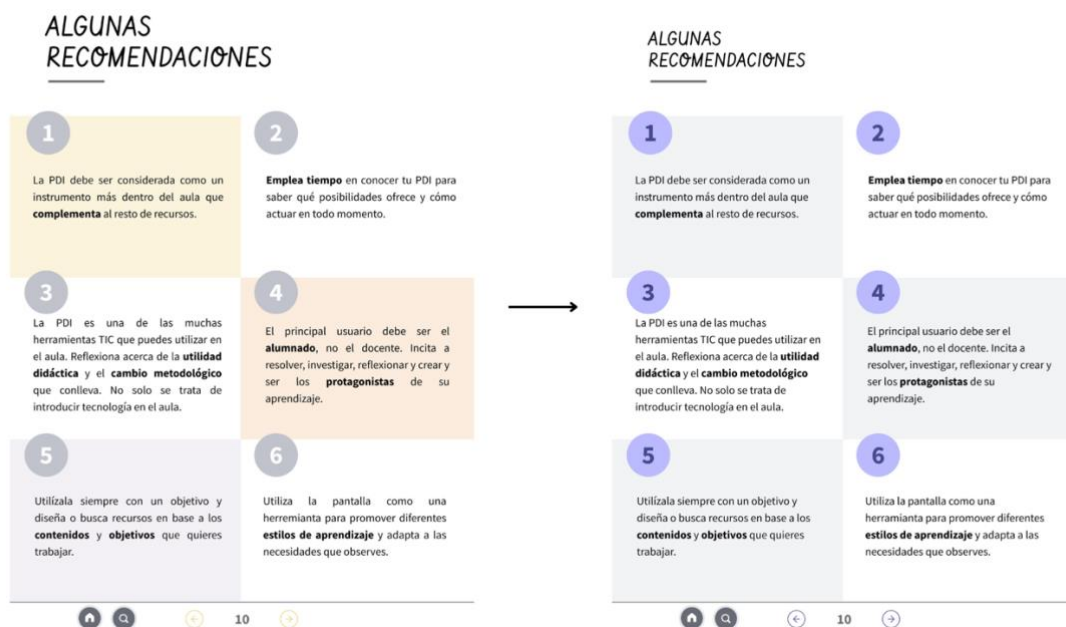 ALGUNAS
RECOMENDACIONES
1
La PDI debe ser considerada como un
instrumento más dentro del aula que
complementa al resto de recursos.
2
Emplea tiempo en conocer tu PDI para
saber qué posibilidades ofrece y cómo
actuar en todo momento.
3
La PDI es una de las muchas
herramientas TIC que puedes utilizar en
el aula. Reflexiona acerca de la utilidad
didáctica y el cambio metodológico
que conlleva. No solo se trata de
introducir tecnología en el aula.
4
El principal usuario debe ser el
alumnado, no el docente. Incita a
resolver, investigar, reflexionar y crear y
ser los protagonistas de su
aprendizaje.
5
Utilízala siempre con un objetivo y
diseña o busca recursos en base a los
contenidos y objetivos que quieres
trabajar.
6
Utiliza la pantalla como una
herremianta para promover diferentes
estilos de aprendizaje y adapta a las
necesidades que observes.
10
ALGUNAS
RECOMENDACIONES
1
La PDI debe ser considerada como un
instrumento más dentro del aula que
complementa al resto de recursos.
2
Emplea tiempo en conocer tu PDI para
saber qué posibilidades ofrece y cómo
actuar en todo momento.
3
La PDI es una de las muchas
herramientas TIC que puedes utilizar en
el aula. Reflexiona acerca de la utilidad
didáctica y el cambio metodológico
que conlleva. No solo se trata de
introducir tecnología en el aula.
4
El principal usuario debe ser el
alumnado, no el docente. Incita a
resolver, investigar, reflexionar y crear y
ser los protagonistas de su
aprendizaje.
5
Utilízala siempre con un objetivo y
diseña o busca recursos en base a los
contenidos y objetivos que quieres
trabajar.
6
Utiliza la pantalla como una
herramianta para promover diferentes
estilos de aprendizaje y adapta a las
necesidades que observes.
10